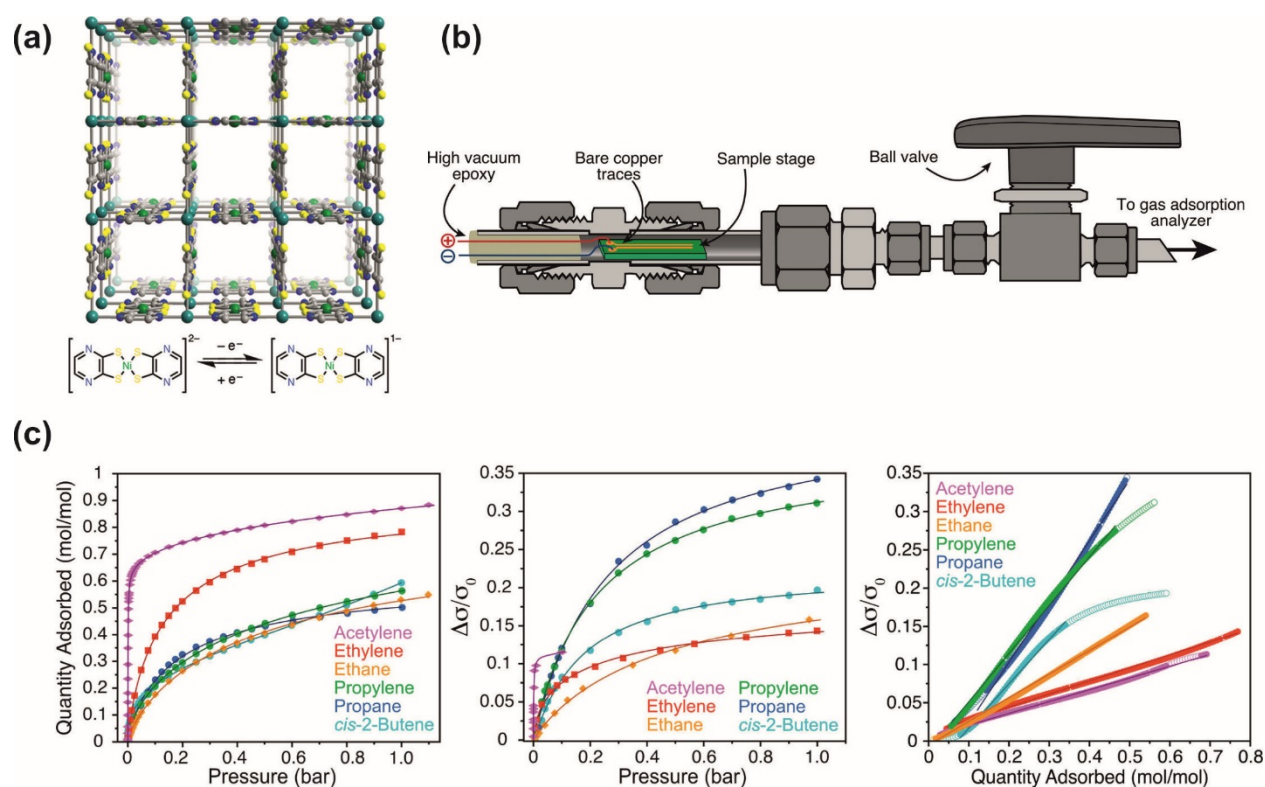 (a)
[ N N S S Ni S S N N ]2−
– e−
+ e−
[ N N S S Ni S S N N ]1−
(b)
High vacuum
epoxy
Bare copper
traces
Sample stage
Ball valve
To gas adsorption
analyzer
+
−
(c)
Quantity Adsorbed (mol/mol)
1
0.9
0.8
0.7
0.6
0.5
0.4
0.3
0.2
0.1
0
Acetylene
Ethylene
Ethane
Propylene
Propane
cis-2-Butene
0 0.2 0.4 0.6 0.8 1.0
Pressure (bar)
Δσ/σ0
0.35
0.3
0.25
0.2
0.15
0.1
0.05
0
Acetylene Propylene
Ethylene Propane
Ethane cis-2-Butene
0 0.2 0.4 0.6 0.8 1.0
Pressure (bar)
Δσ/σ0
0.35
0.30
0.25
0.20
0.15
0.10
0.05
0
Acetylene
Ethylene
Ethane
Propylene
Propane
cis-2-Butene
0 0.1 0.2 0.3 0.4 0.5 0.6 0.7 0.8
Quantity Adsorbed (mol/mol)